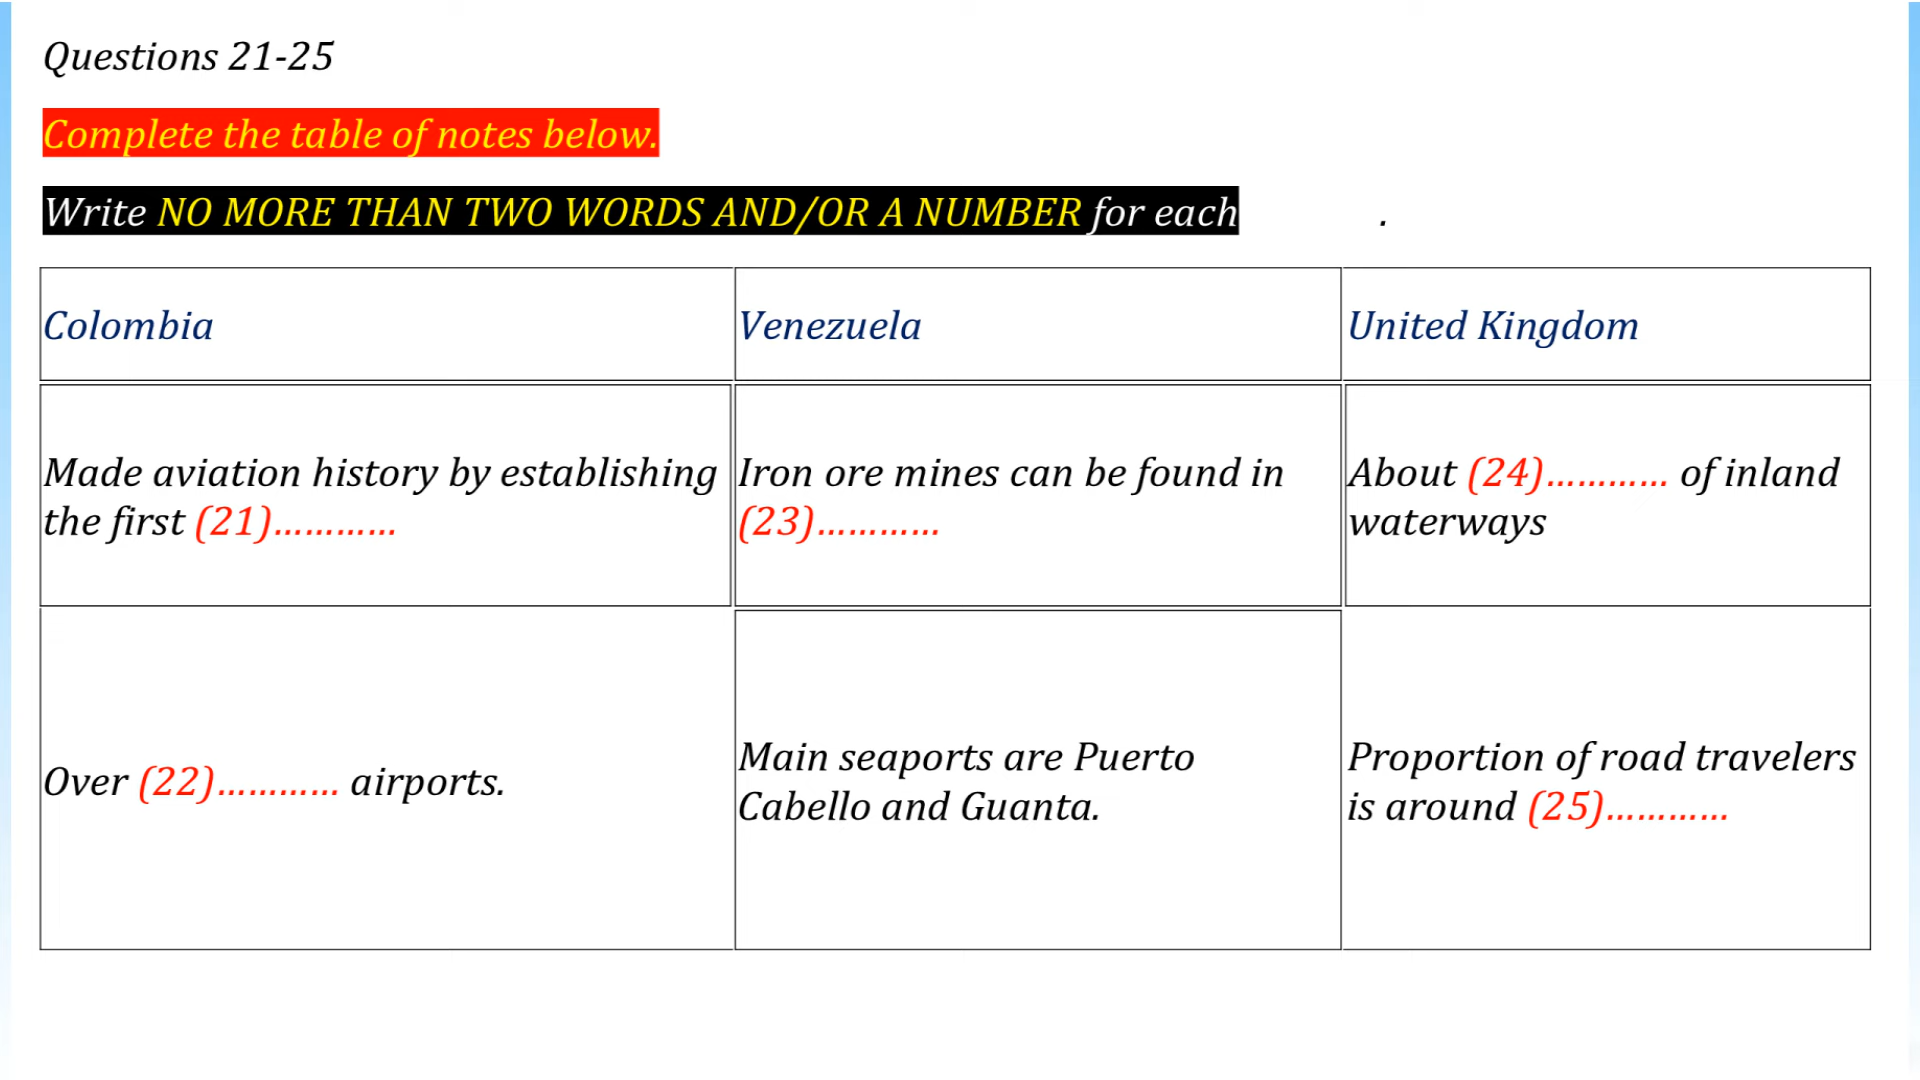 Questions 21-25
Complete the table of notes below.
Write NO MORE THAN TWO WORDS AND/OR A NUMBER for each .
Colombia
Venezuela
United Kingdom
Made aviation history by establishing
the first (21)…………
Iron ore mines can be found in
(23)…………
About (24)………… of inland
waterways
Over (22)………… airports.
Main seaports are Puerto
Cabello and Guanta.
Proportion of road travelers
is around (25)…………